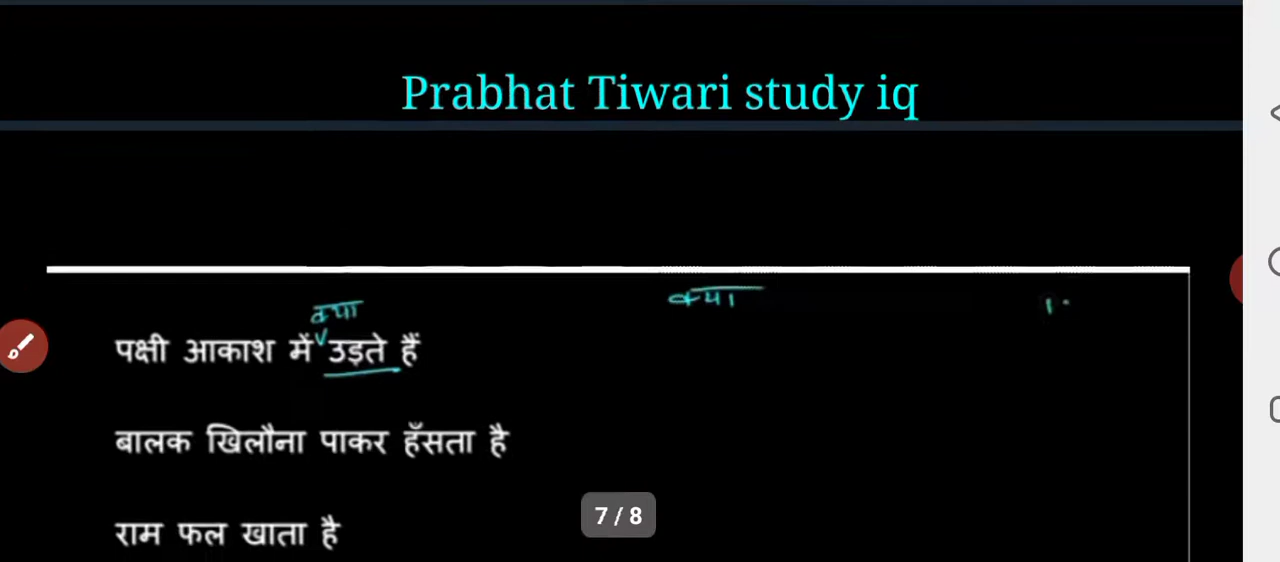 Prabhat Tiwari study iq
क्या
क्या
पक्षी आकाश में उड़ते हैं
बालक खिलौना पाकर हँसता है
7 / 8
राम फल खाता है